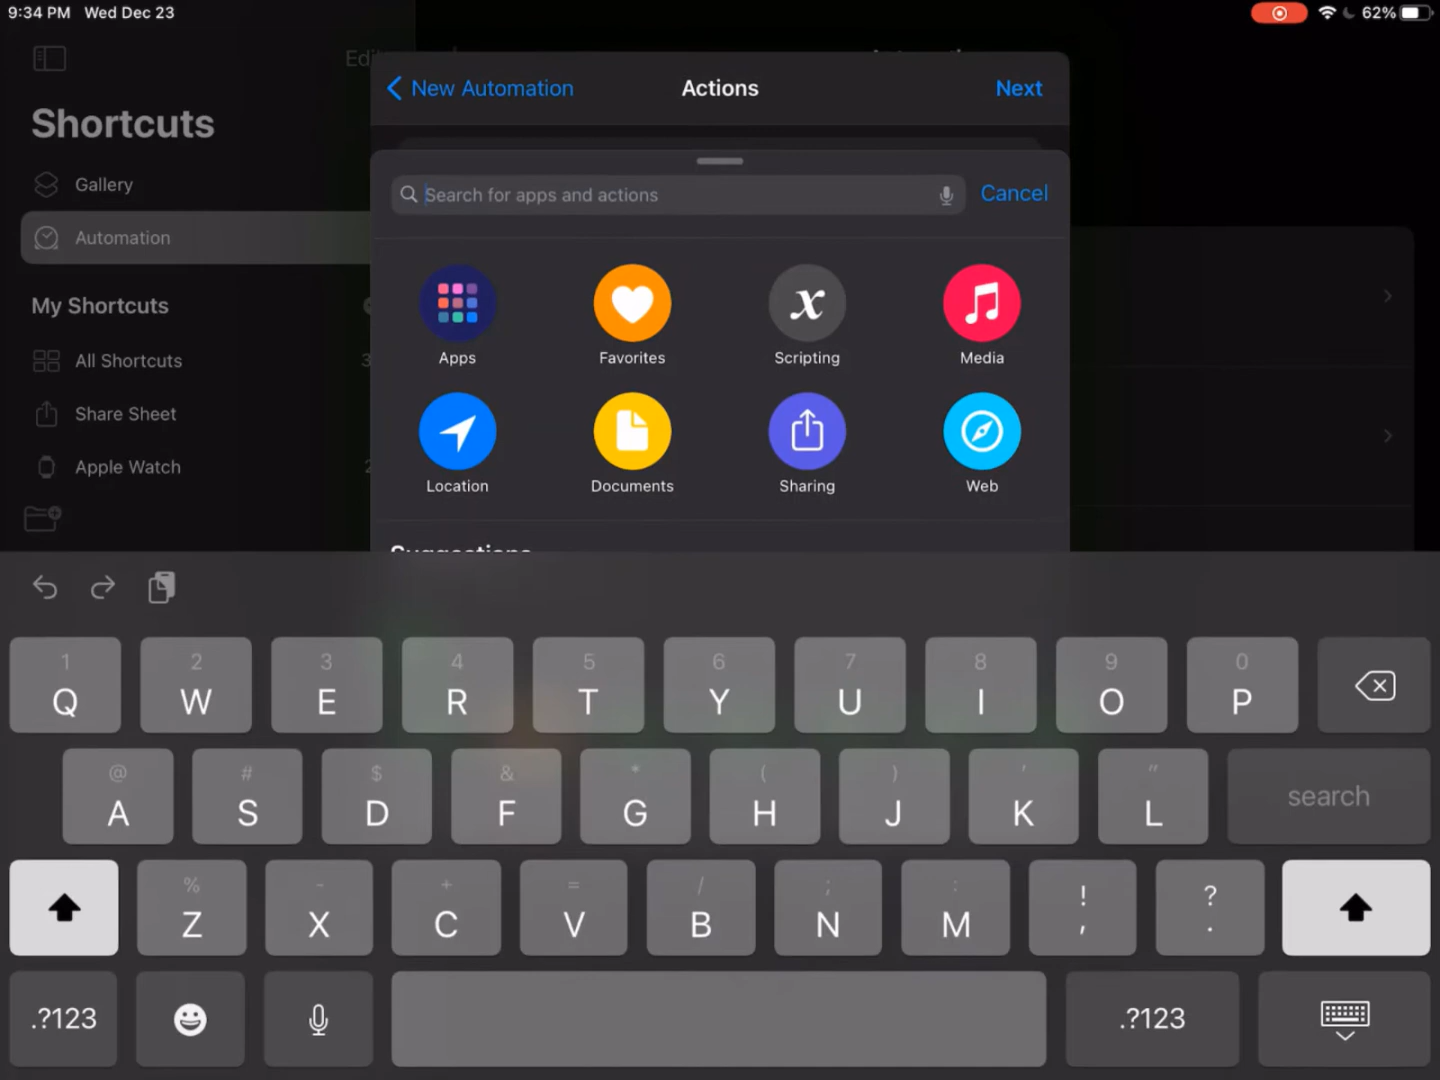 9:34 PM Wed Dec 23
62%
Shortcuts
Gallery
Automation
My Shortcuts
All Shortcuts
Share Sheet
Apple Watch
New Automation
Actions
Next
Search for apps and actions
Cancel
Apps
Favorites
Scripting
Media
Location
Documents
Sharing
Web
Suggestions
1 2 3 4 5 6 7 8 9 0
Q W E R T Y U I O P
@ # $ & * ( ) ' "
A S D F G H J K L search
% - + = / ; : ! ?
Z X C V B N M , .
.?123 .?123